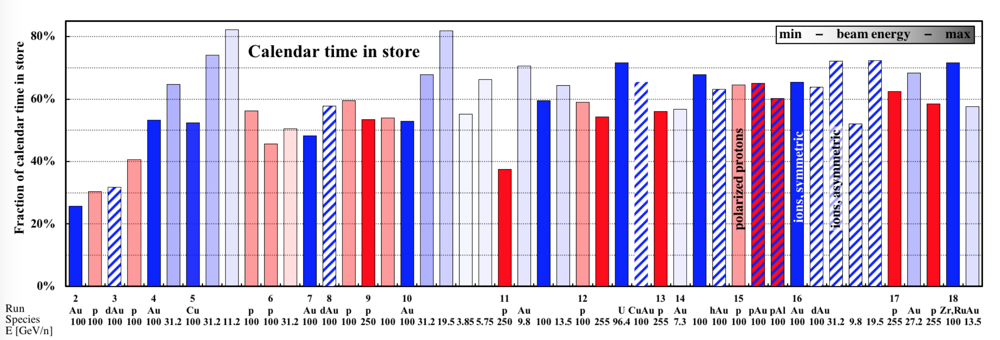 min – beam energy – max
Calendar time in store
Fraction of calendar time in store
80%
60%
40%
20%
0%
polarized protons
ions, symmetric
ions, asymmetric
2 3 4 5 6 7 8 9 10 11 12 13 14 15 16 17 18
Run
Au p dAu p Au Cu p p Au dAu p p Au p Au p U CuAu p Au hAu p pAu pAl Au dAu p Au p Zr,RuAu
Species
100 100 100 100 100 31.2 100 31.2 11.2 100 100 31.2 100 100 100 250 100 100 31.2 19.5 3.85 5.75 250 9.8 100 13.5 100 255 96.4 100 255 7.3 100 100 100 100 100 100 100 31.2 9.8 19.5 255 27.2 255 100 13.5
E [GeV/n]